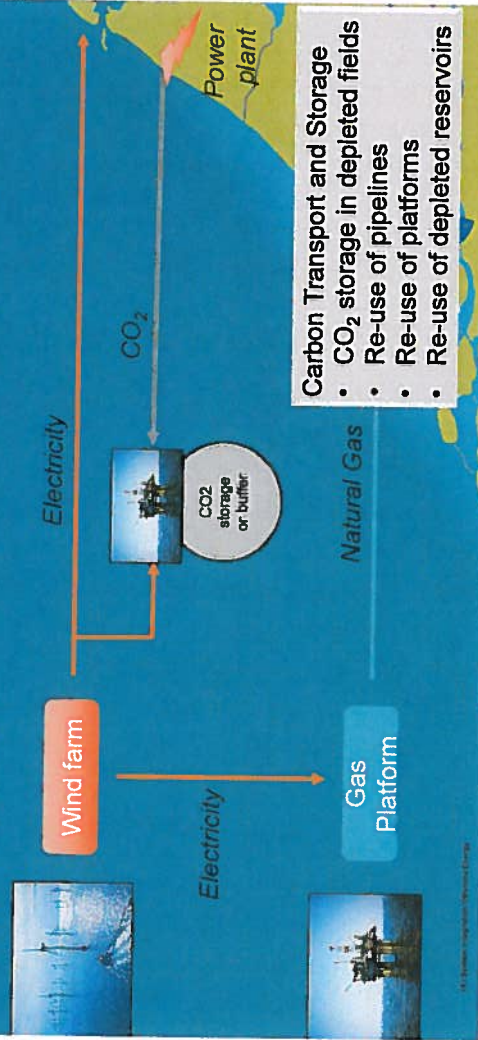 Electricity
Power
plant
CO₂
Wind farm
CO2
storage
or buffer
Electricity
Natural Gas
Gas
Platform
Carbon Transport and Storage
• CO₂ storage in depleted fields
• Re-use of pipelines
• Re-use of platforms
• Re-use of depleted reservoirs